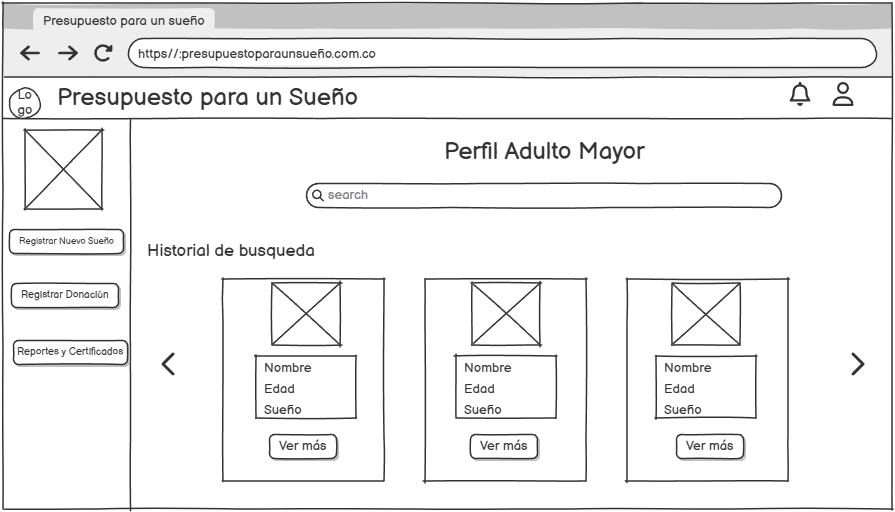 Presupuesto para un sueño
https//:presupuestoparaunsueño.com.co
Lo
go
Presupuesto para un Sueño
Registrar Nuevo Sueño
Registrar Donación
Reportes y Certificados
Perfil Adulto Mayor
search
Historial de busqueda
Nombre
Edad
Sueño
Ver más
Nombre
Edad
Sueño
Ver más
Nombre
Edad
Sueño
Ver más